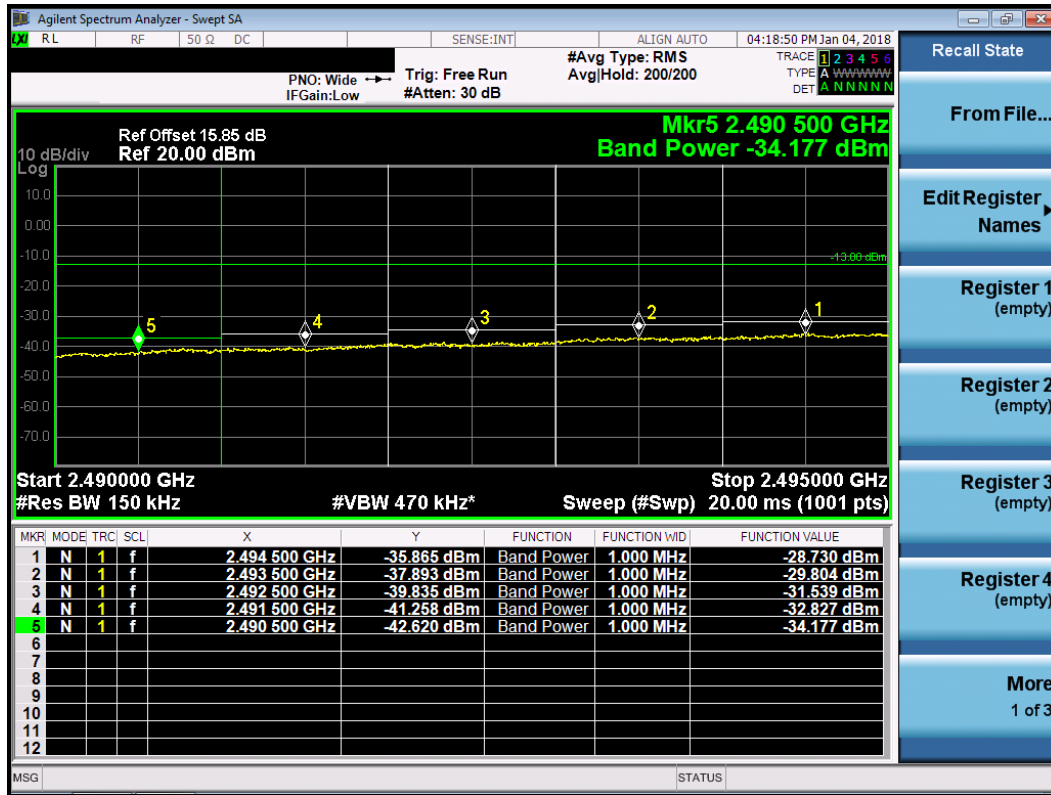 Agilent Spectrum Analyzer - Swept SA
LXI RL RF 50 Ω DC SENSE:INT ALIGN AUTO 04:18:50 PM Jan 04, 2018
PNO: Wide Trig: Free Run #Avg Type: RMS TRACE 1 2 3 4 5 6
IFGain:Low #Atten: 30 dB Avg|Hold: 200/200 TYPE A WWWWW
DET A N N N N N
Ref Offset 15.85 dB Mkr5 2.490 500 GHz
10 dB/div Ref 20.00 dBm Band Power -34.177 dBm
Log
10.0
0.00
-10.0
-13.00 dBm
-20.0
-30.0
5 4 3 2 1
-40.0
-50.0
-60.0
-70.0
Start 2.490000 GHz Stop 2.495000 GHz
#Res BW 150 kHz #VBW 470 kHz* Sweep (#Swp) 20.00 ms (1001 pts)
MKR MODE TRC SCL X Y FUNCTION FUNCTION WID FUNCTION VALUE
1 N 1 f 2.494 500 GHz -35.865 dBm Band Power 1.000 MHz -28.730 dBm
2 N 1 f 2.493 500 GHz -37.893 dBm Band Power 1.000 MHz -29.804 dBm
3 N 1 f 2.492 500 GHz -39.835 dBm Band Power 1.000 MHz -31.539 dBm
4 N 1 f 2.491 500 GHz -41.258 dBm Band Power 1.000 MHz -32.827 dBm
5 N 1 f 2.490 500 GHz -42.620 dBm Band Power 1.000 MHz -34.177 dBm
6
7
8
9
10
11
12
MSG STATUS
Recall State
From File...
Edit Register
Names
Register 1
(empty)
Register 2
(empty)
Register 3
(empty)
Register 4
(empty)
More
1 of 3